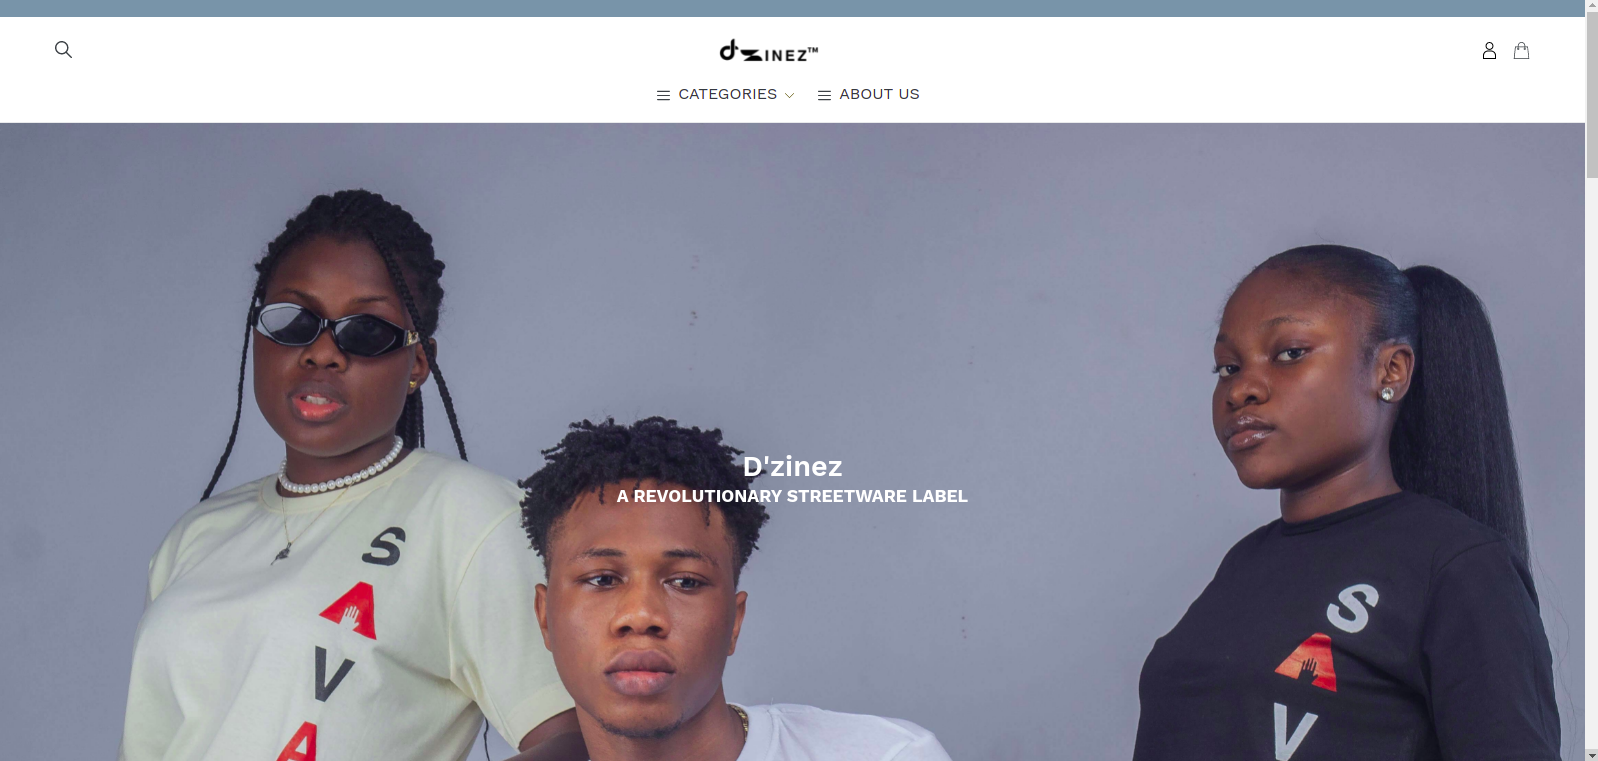 d'zINEZ™
CATEGORIES
ABOUT US
D'zinez
A REVOLUTIONARY STREETWARE LABEL
S
A
V
A
S
A
V